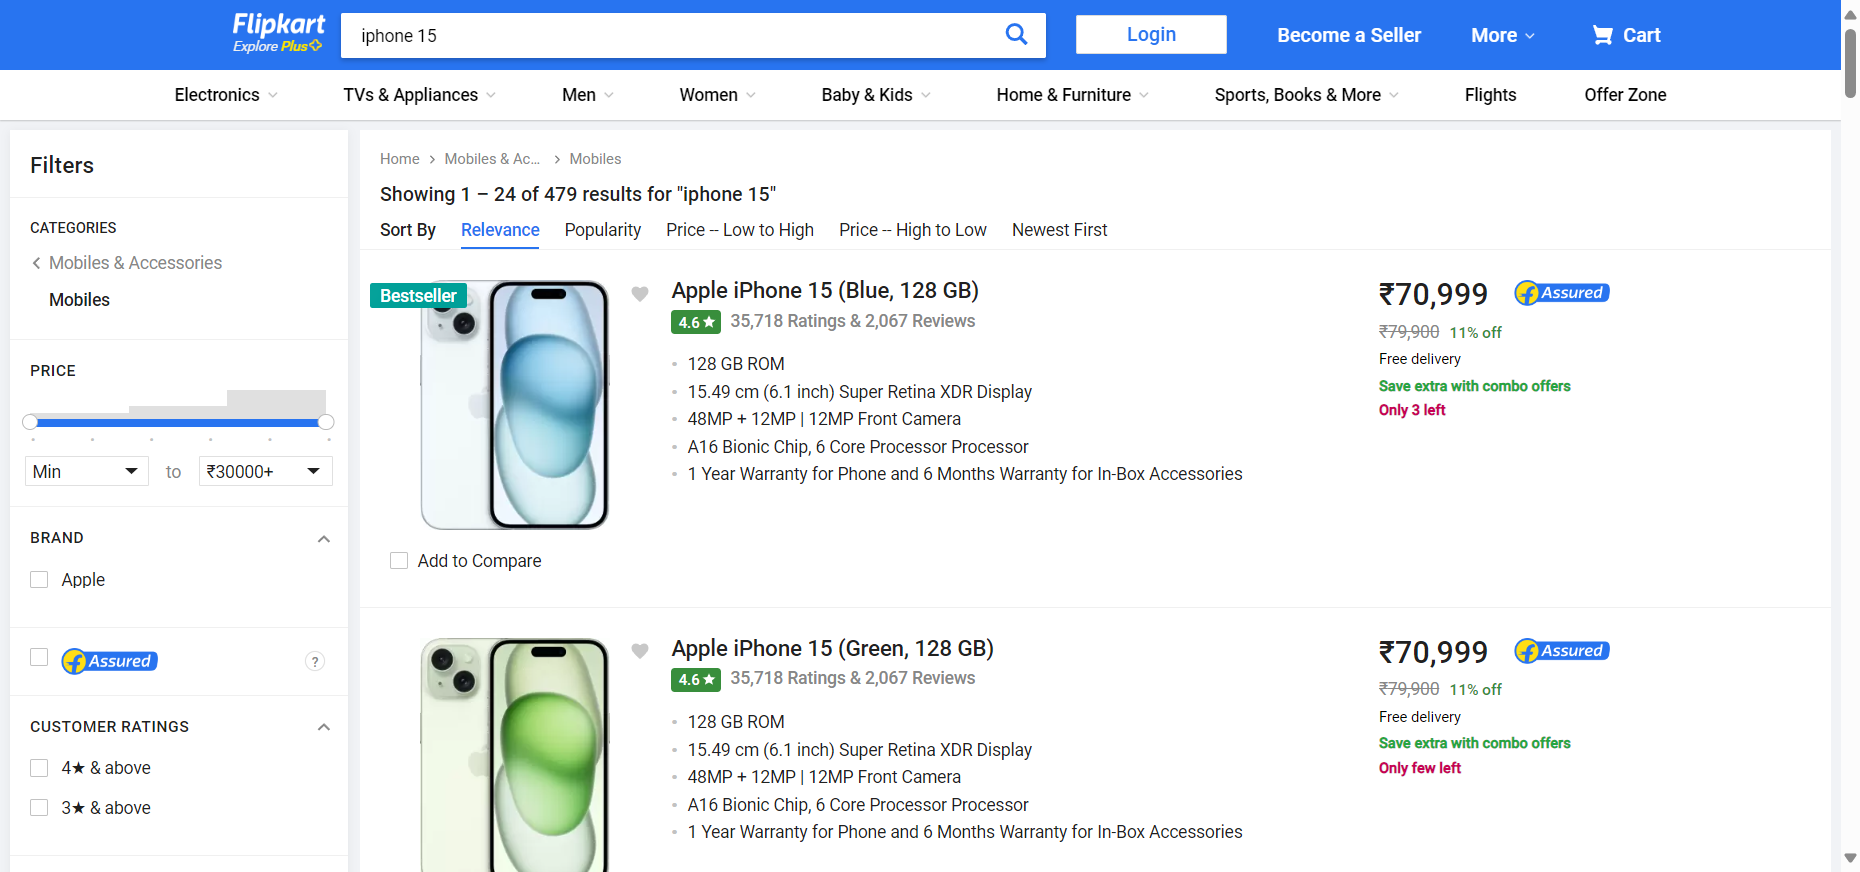 Flipkart
Explore Plus
iphone 15
Login
Become a Seller
More
Cart
Electronics
TVs & Appliances
Men
Women
Baby & Kids
Home & Furniture
Sports, Books & More
Flights
Offer Zone
Filters
CATEGORIES
Mobiles & Accessories
Mobiles
PRICE
Min
to
₹30000+
BRAND
Apple
Assured
?
CUSTOMER RATINGS
4★ & above
3★ & above
Home
Mobiles & Ac...
Mobiles
Showing 1 – 24 of 479 results for "iphone 15"
Sort By
Relevance
Popularity
Price -- Low to High
Price -- High to Low
Newest First
Bestseller
Apple iPhone 15 (Blue, 128 GB)
4.6★
35,718 Ratings & 2,067 Reviews
128 GB ROM
15.49 cm (6.1 inch) Super Retina XDR Display
48MP + 12MP | 12MP Front Camera
A16 Bionic Chip, 6 Core Processor Processor
1 Year Warranty for Phone and 6 Months Warranty for In-Box Accessories
₹70,999
Assured
₹79,900 11% off
Free delivery
Save extra with combo offers
Only 3 left
Add to Compare
Apple iPhone 15 (Green, 128 GB)
4.6★
35,718 Ratings & 2,067 Reviews
128 GB ROM
15.49 cm (6.1 inch) Super Retina XDR Display
48MP + 12MP | 12MP Front Camera
A16 Bionic Chip, 6 Core Processor Processor
1 Year Warranty for Phone and 6 Months Warranty for In-Box Accessories
₹70,999
Assured
₹79,900 11% off
Free delivery
Save extra with combo offers
Only few left